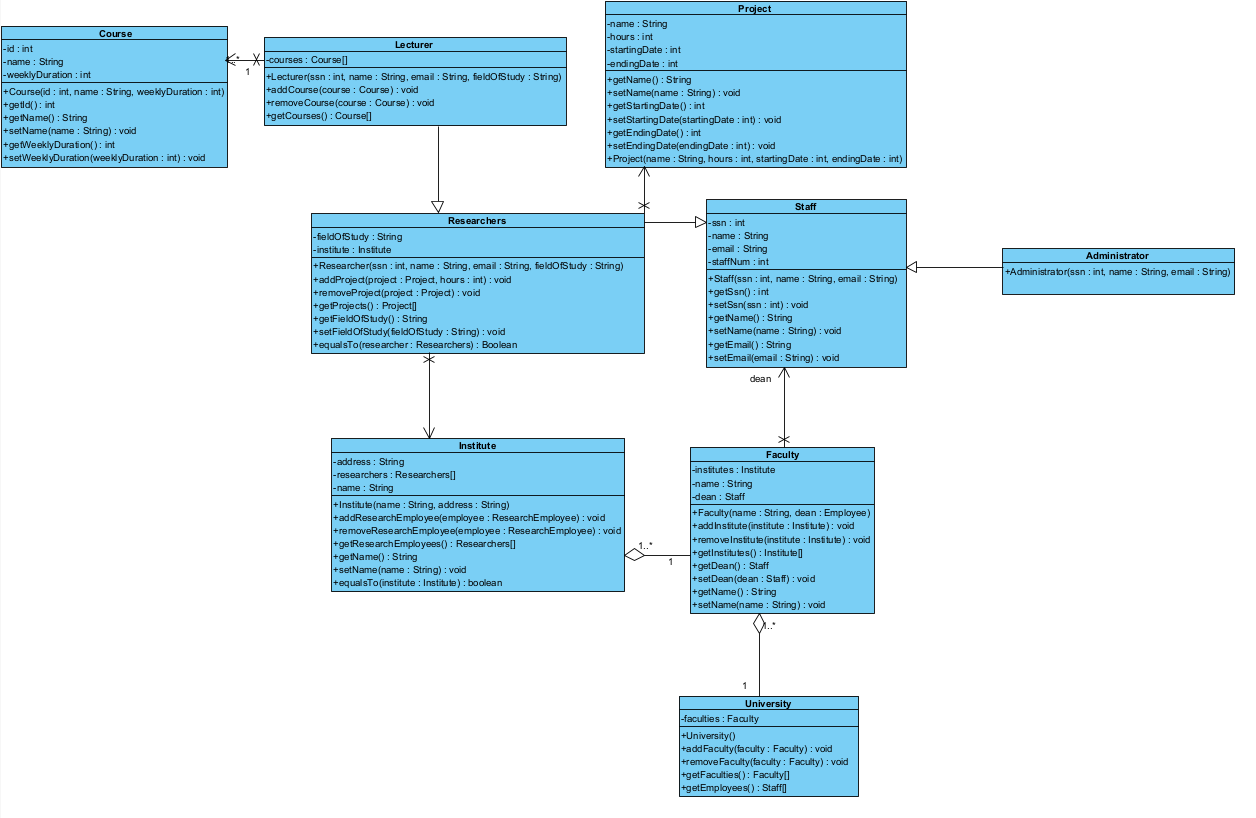 Course
-id : int
-name : String
-weeklyDuration : int
+Course(id : int, name : String, weeklyDuration : int)
+getId() : int
+getName() : String
+setName(name : String) : void
+getWeeklyDuration() : int
+setWeeklyDuration(weeklyDuration : int) : void
1
Lecturer
-courses : Course[]
+Lecturer(ssn : int, name : String, email : String, fieldOfStudy : String)
+addCourse(course : Course) : void
+removeCourse(course : Course) : void
+getCourses() : Course[]
Project
-name : String
-hours : int
-startingDate : int
-endingDate : int
+getName() : String
+setName(name : String) : void
+getStartingDate() : int
+setStartingDate(startingDate : int) : void
+getEndingDate() : int
+setEndingDate(endingDate : int) : void
+Project(name : String, hours : int, startingDate : int, endingDate : int)
Researchers
-fieldOfStudy : String
-institute : Institute
+Researcher(ssn : int, name : String, email : String, fieldOfStudy : String)
+addProject(project : Project, hours : int) : void
+removeProject(project : Project) : void
+getProjects() : Project[]
+getFieldOfStudy() : String
+setFieldOfStudy(fieldOfStudy : String) : void
+equalsTo(researcher : Researchers) : Boolean
Staff
-ssn : int
-name : String
-email : String
-staffNum : int
+Staff(ssn : int, name : String, email : String)
+getSsn() : int
+setSsn(ssn : int) : void
+getName() : String
+setName(name : String) : void
+getEmail() : String
+setEmail(email : String) : void
Administrator
+Administrator(ssn : int, name : String, email : String)
dean
Institute
-address : String
-researchers : Researchers[]
-name : String
+Institute(name : String, address : String)
+addResearchEmployee(employee : ResearchEmployee) : void
+removeResearchEmployee(employee : ResearchEmployee) : void
+getResearchEmployees() : Researchers[]
+getName() : String
+setName(name : String) : void
+equalsTo(institute : Institute) : boolean
1..*
1
Faculty
-institutes : Institute
-name : String
-dean : Staff
+Faculty(name : String, dean : Employee)
+addInstitute(institute : Institute) : void
+removeInstitute(institute : Institute) : void
+getInstitutes() : Institute[]
+getDean() : Staff
+setDean(dean : Staff) : void
+getName() : String
+setName(name : String) : void
1..*
1
University
-faculties : Faculty
+University()
+addFaculty(faculty : Faculty) : void
+removeFaculty(faculty : Faculty) : void
+getFaculties() : Faculty[]
+getEmployees() : Staff[]